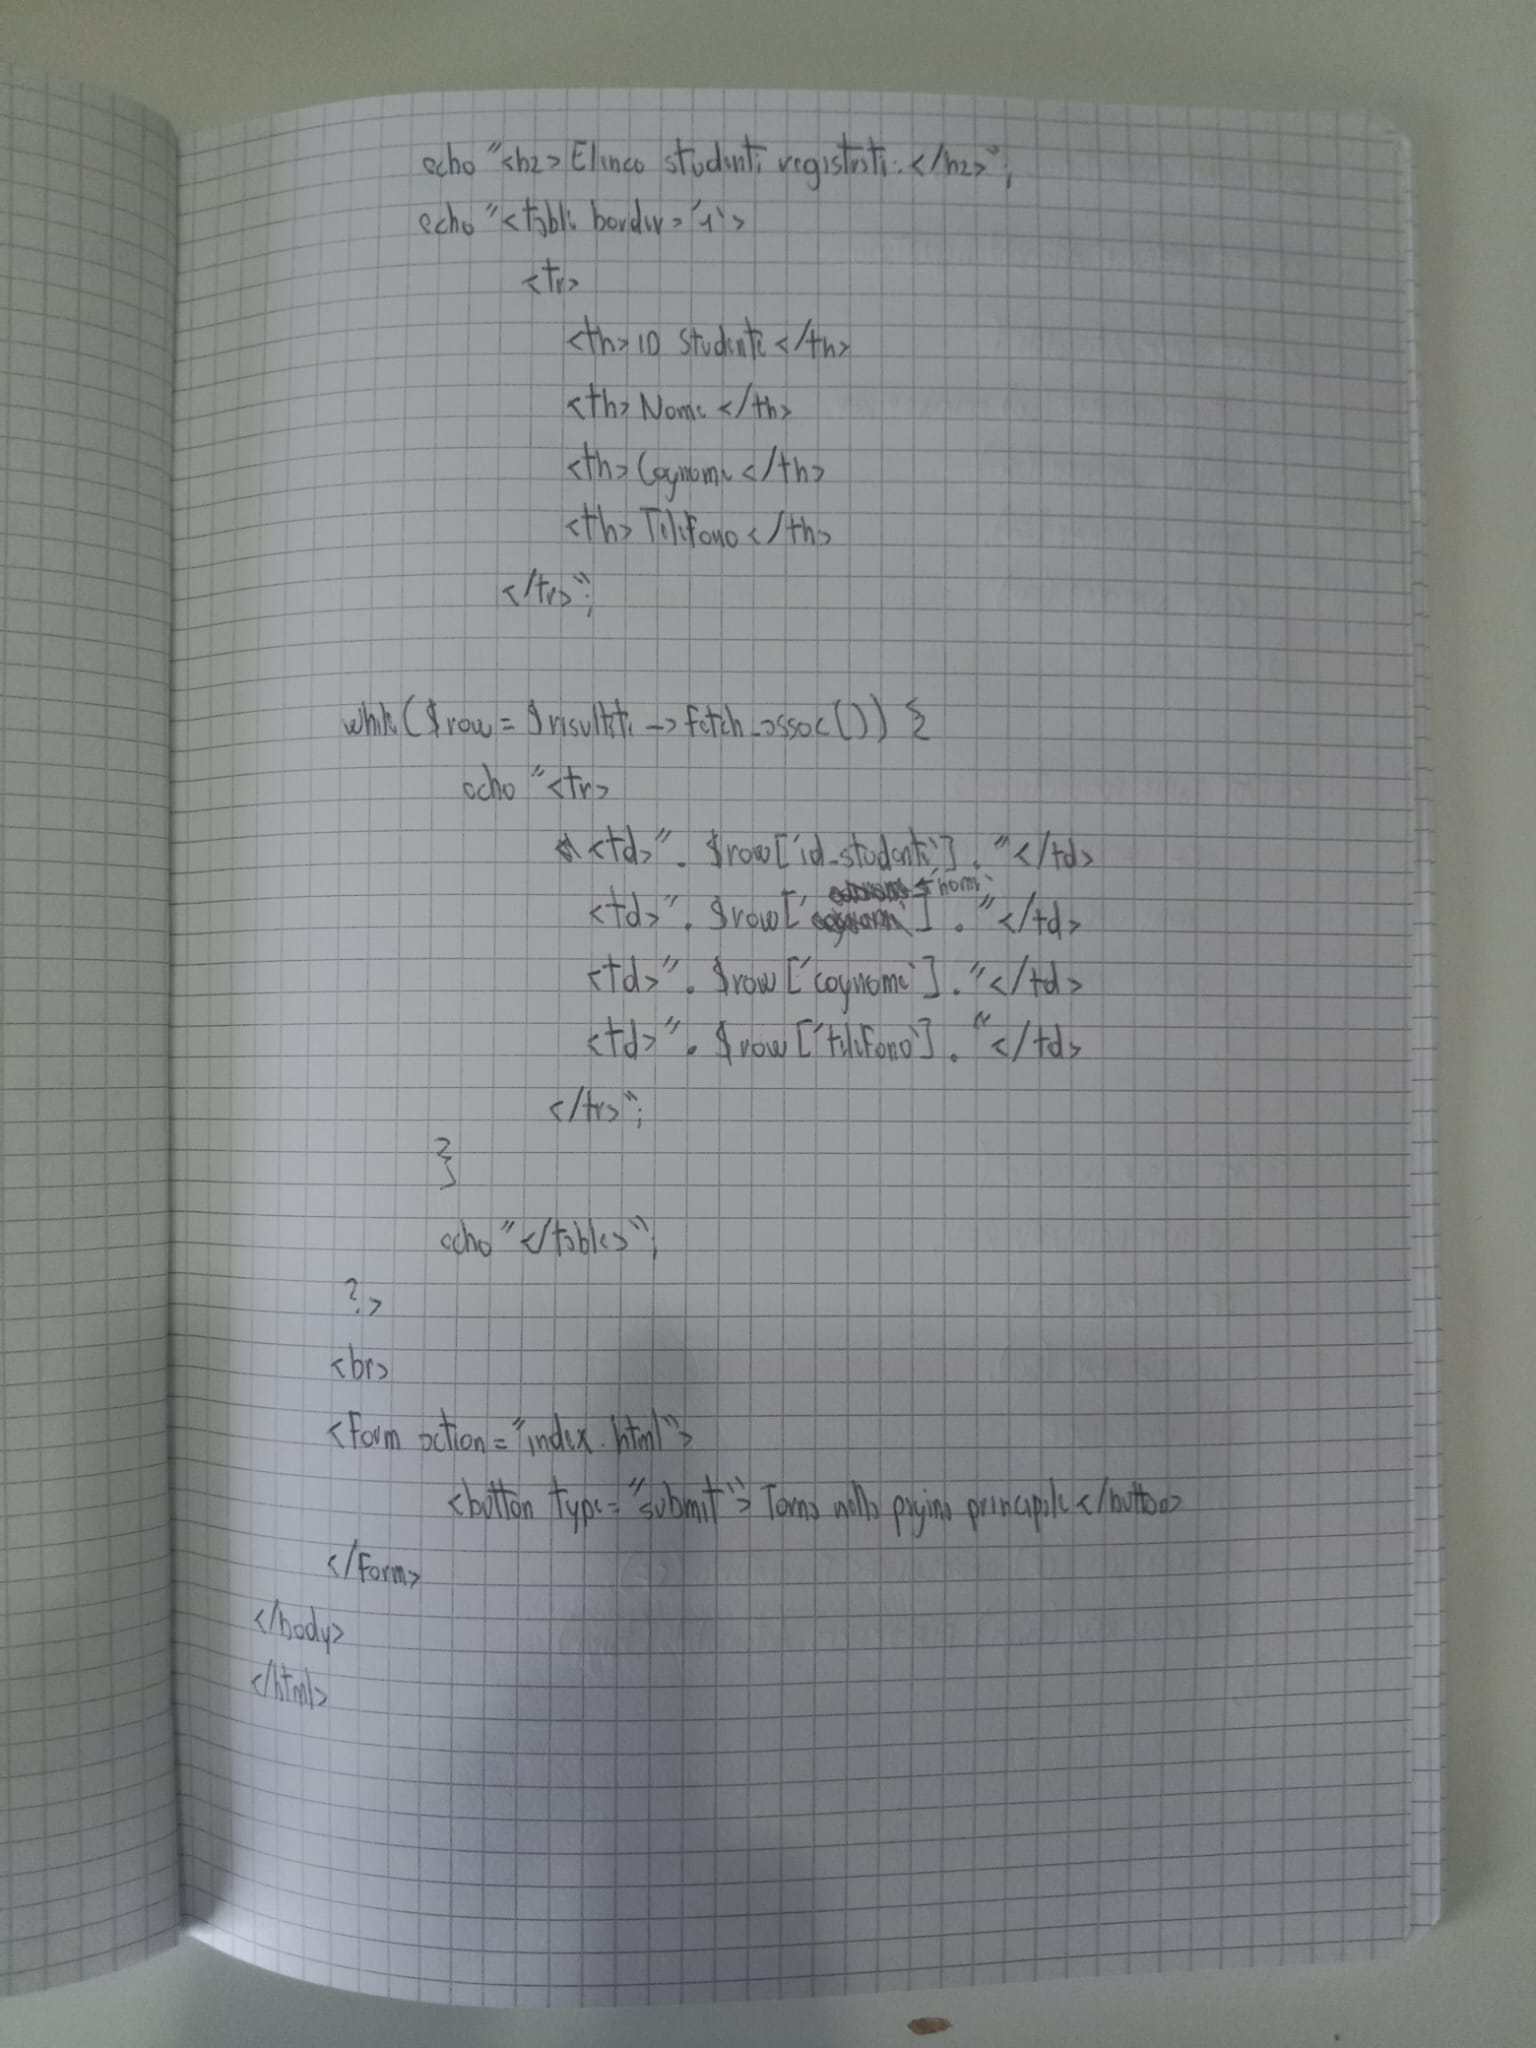 echo "<h2> Elenco studenti registrati: </h2>";
echo "<table border='1'>
<tr>
<th> ID Studente </th>
<th> Nome </th>
<th> Cognome </th>
<th> Telefono </th>
</tr>";
while ($row = $risultati -> fetch_assoc()) {
echo "<tr>
<td>". $row['id_studente'] . "</td>
<td>". $row['nome'] . "</td>
<td>". $row['cognome'] . "</td>
<td>". $row['telefono'] . "</td>
</tr>";
}
echo "</table>";
?>
<br>
<form action="index.html">
<button type="submit"> Torna nella pagina principale </button>
</form>
</body>
</html>